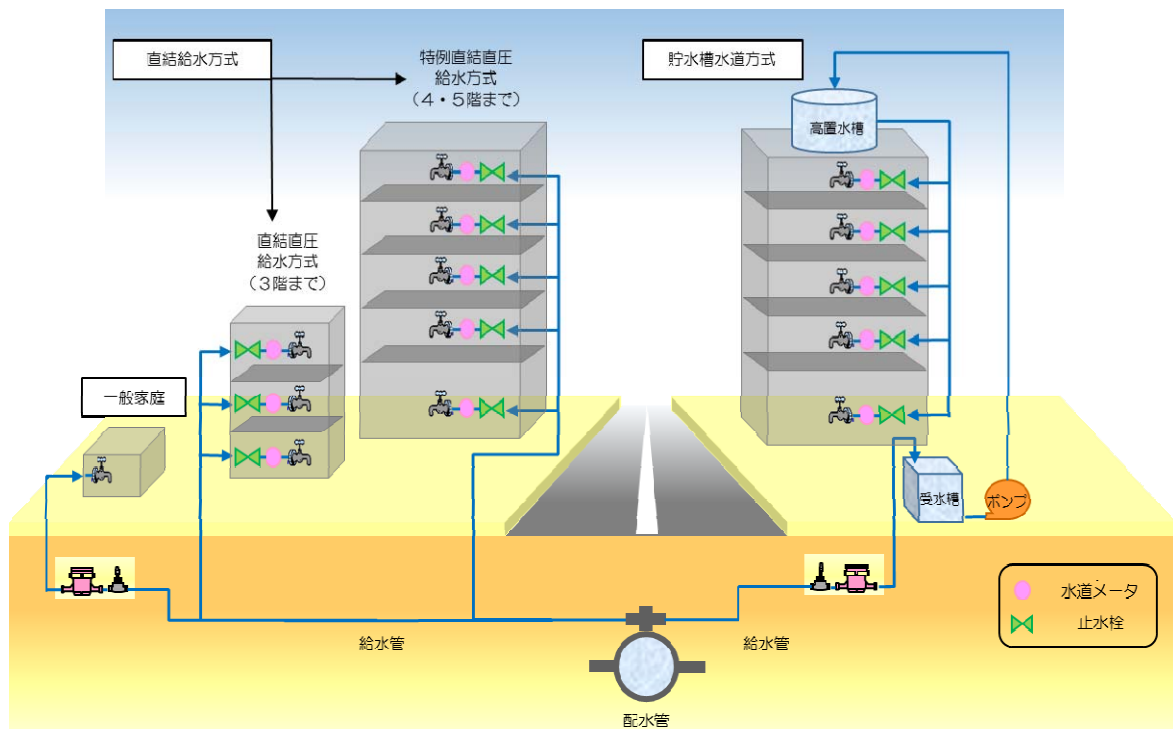 直結給水方式
特例直結直圧
給水方式
(4・5階まで)
貯水槽水道方式
高置水槽
直結直圧
給水方式
(3階まで)
一般家庭
受水槽
ポンプ
水道メータ
止水栓
給水管
給水管
配水管